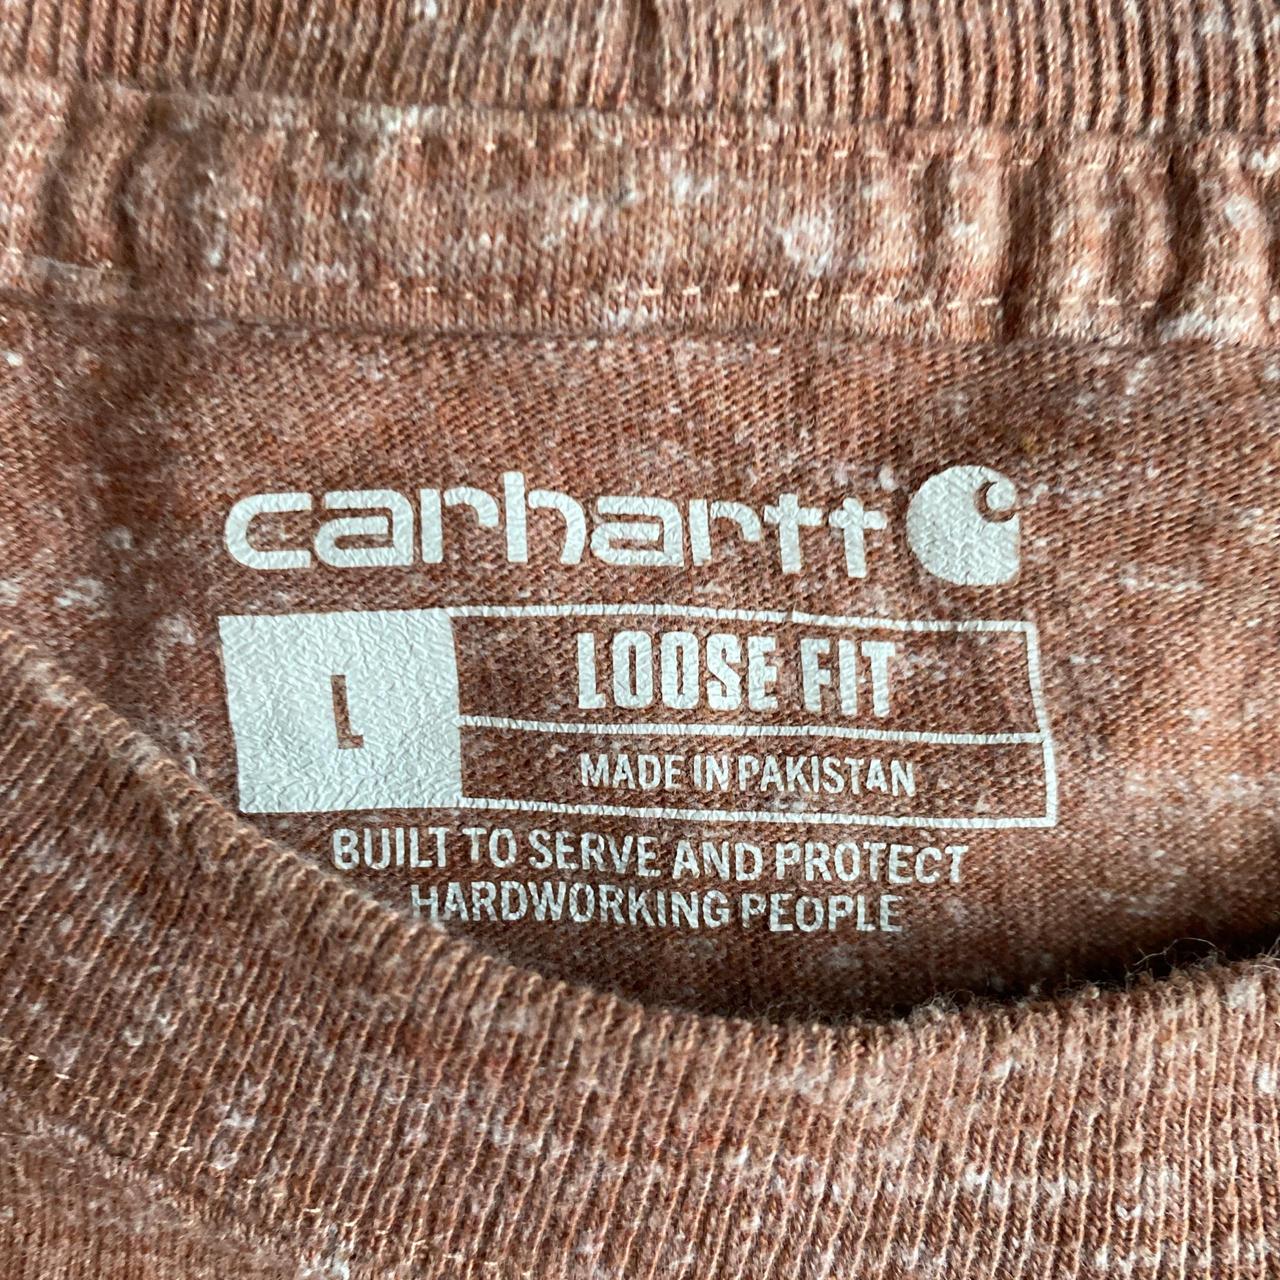 carhartt
L
LOOSE FIT
MADE IN PAKISTAN
BUILT TO SERVE AND PROTECT
HARDWORKING PEOPLE